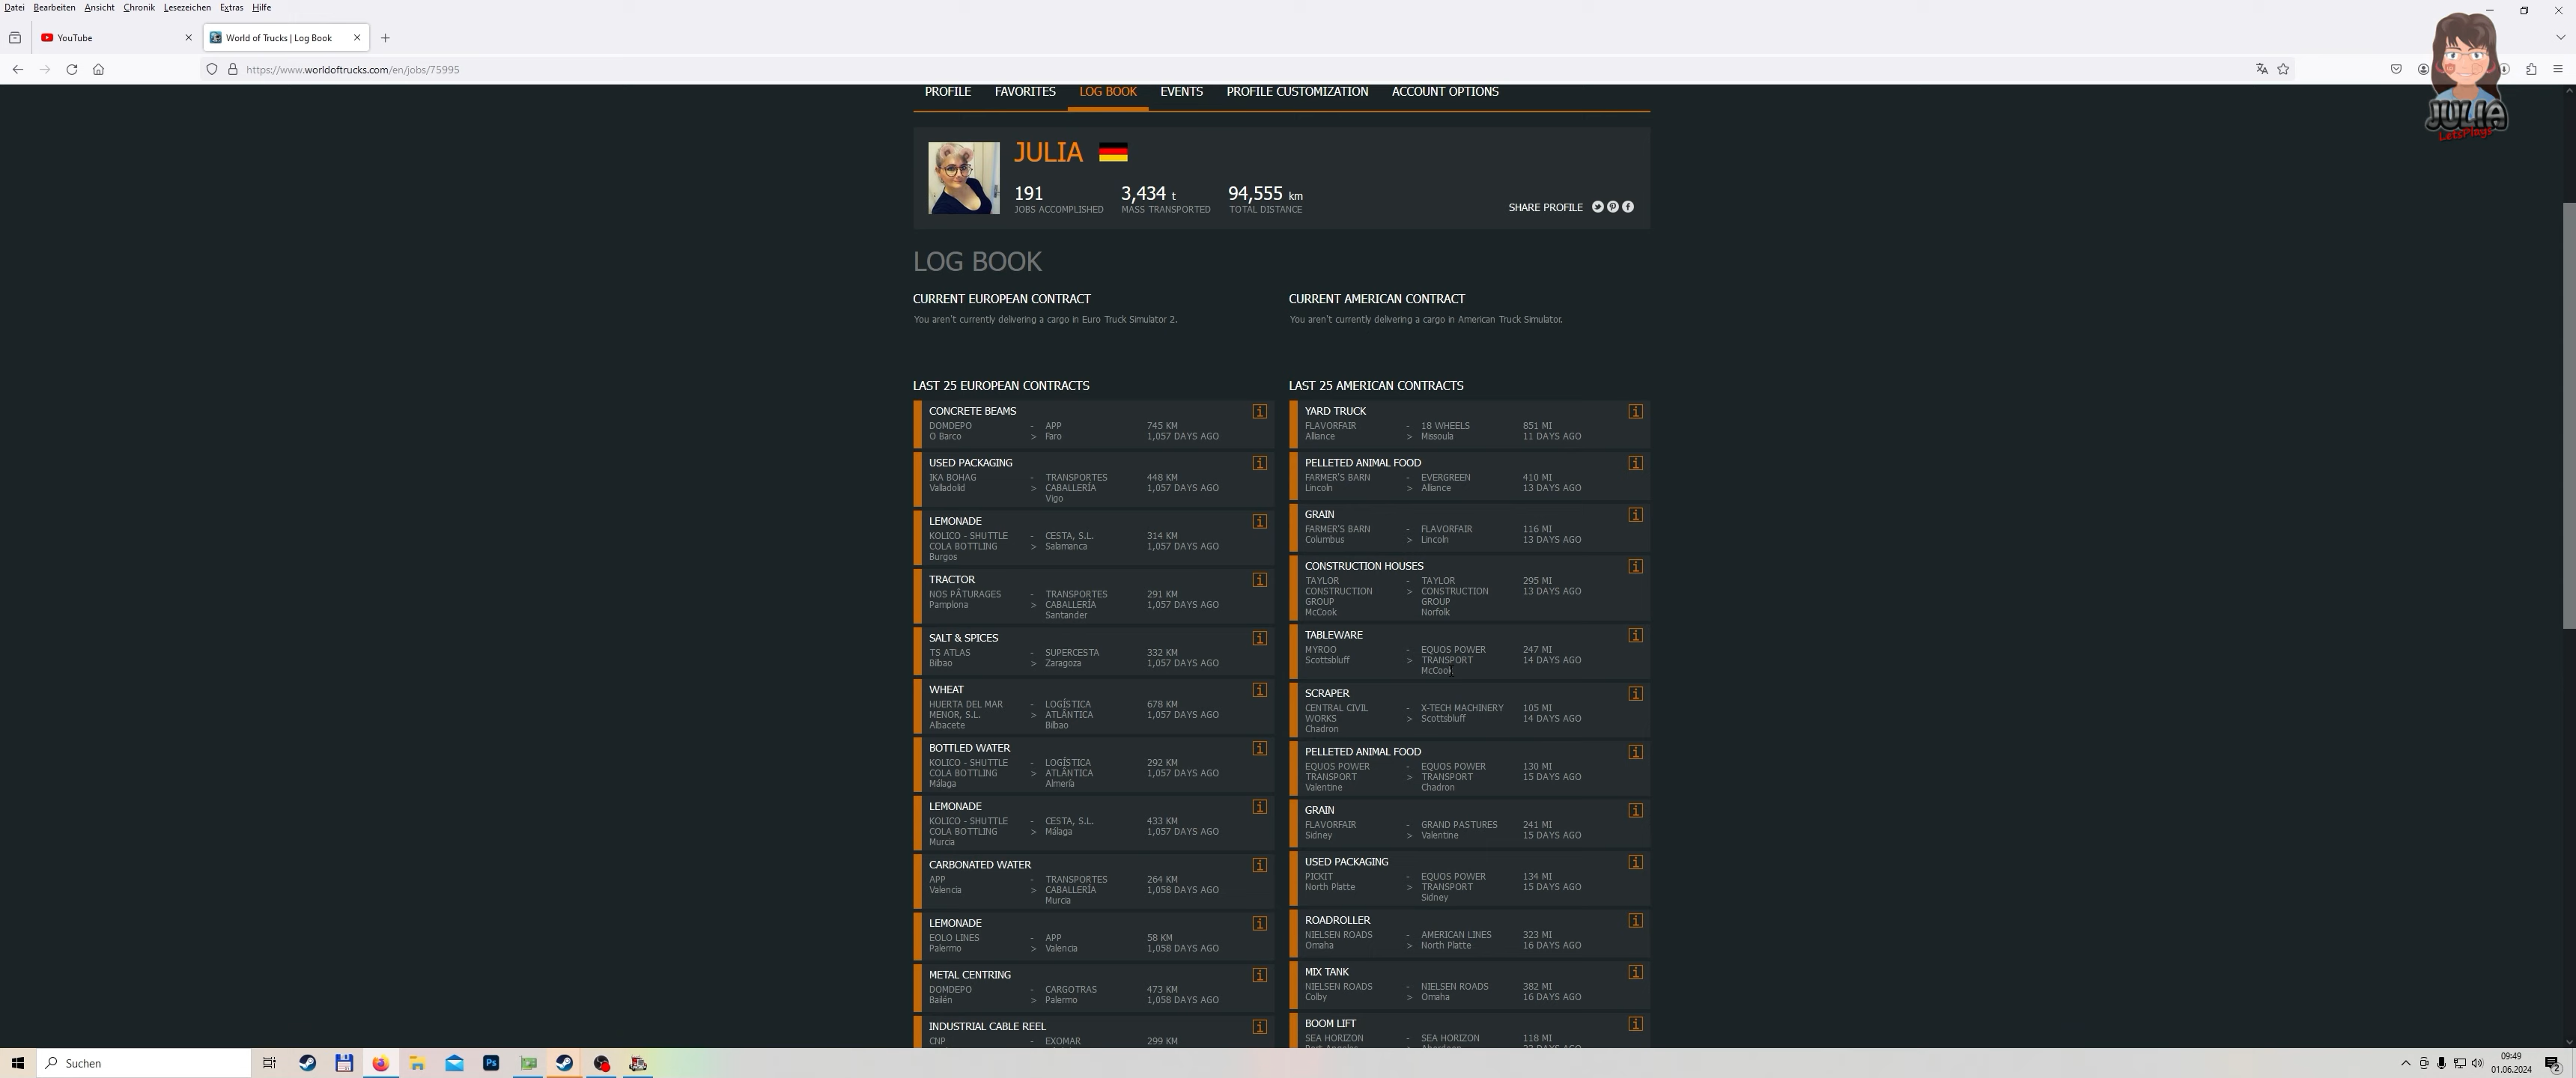 Datei Bearbeiten Ansicht Chronik Lesezeichen Extras Hilfe
YouTube
World of Trucks | Log Book
https://www.worldoftrucks.com/en/jobs/75995
JULIA
LetsPlays
PROFILE FAVORITES LOG BOOK EVENTS PROFILE CUSTOMIZATION ACCOUNT OPTIONS
JULIA
191 3,434 t 94,555 km
JOBS ACCOMPLISHED MASS TRANSPORTED TOTAL DISTANCE
SHARE PROFILE
LOG BOOK
CURRENT EUROPEAN CONTRACT
You aren't currently delivering a cargo in Euro Truck Simulator 2.
CURRENT AMERICAN CONTRACT
You aren't currently delivering a cargo in American Truck Simulator.
LAST 25 EUROPEAN CONTRACTS
CONCRETE BEAMS
DOMDEPO - APP 745 KM
O Barco > Faro 1,057 DAYS AGO
USED PACKAGING
IKA BOHAG - TRANSPORTES 448 KM
Valladolid > CABALLERÍA 1,057 DAYS AGO
Vigo
LEMONADE
KOLICO - SHUTTLE - CESTA, S.L. 314 KM
COLA BOTTLING > Salamanca 1,057 DAYS AGO
Burgos
TRACTOR
NOS PÂTURAGES - TRANSPORTES 291 KM
Pamplona > CABALLERÍA 1,057 DAYS AGO
Santander
SALT & SPICES
TS ATLAS - SUPERCESTA 332 KM
Bilbao > Zaragoza 1,057 DAYS AGO
WHEAT
HUERTA DEL MAR - LOGÍSTICA 678 KM
MENOR, S.L. > ATLÁNTICA 1,057 DAYS AGO
Albacete Bilbao
BOTTLED WATER
KOLICO - SHUTTLE - LOGÍSTICA 292 KM
COLA BOTTLING > ATLÁNTICA 1,057 DAYS AGO
Málaga Almería
LEMONADE
KOLICO - SHUTTLE - CESTA, S.L. 433 KM
COLA BOTTLING > Málaga 1,057 DAYS AGO
Murcia
CARBONATED WATER
APP - TRANSPORTES 264 KM
Valencia > CABALLERÍA 1,058 DAYS AGO
Murcia
LEMONADE
EOLO LINES - APP 58 KM
Palermo > Valencia 1,058 DAYS AGO
METAL CENTRING
DOMDEPO - CARGOTRAS 473 KM
Bailén > Palermo 1,058 DAYS AGO
INDUSTRIAL CABLE REEL
CNP - EXOMAR 299 KM
LAST 25 AMERICAN CONTRACTS
YARD TRUCK
FLAVORFAIR - 18 WHEELS 851 MI
Alliance > Missoula 11 DAYS AGO
PELLETED ANIMAL FOOD
FARMER'S BARN - EVERGREEN 410 MI
Lincoln > Alliance 13 DAYS AGO
GRAIN
FARMER'S BARN - FLAVORFAIR 116 MI
Columbus > Lincoln 13 DAYS AGO
CONSTRUCTION HOUSES
TAYLOR - TAYLOR 295 MI
CONSTRUCTION > CONSTRUCTION 13 DAYS AGO
GROUP GROUP
McCook Norfolk
TABLEWARE
MYROO - EQUOS POWER 247 MI
Scottsbluff > TRANSPORT 14 DAYS AGO
McCook
SCRAPER
CENTRAL CIVIL - X-TECH MACHINERY 105 MI
WORKS > Scottsbluff 14 DAYS AGO
Chadron
PELLETED ANIMAL FOOD
EQUOS POWER - EQUOS POWER 130 MI
TRANSPORT > TRANSPORT 15 DAYS AGO
Valentine Chadron
GRAIN
FLAVORFAIR - GRAND PASTURES 241 MI
Sidney > Valentine 15 DAYS AGO
USED PACKAGING
PICKIT - EQUOS POWER 134 MI
North Platte > TRANSPORT 15 DAYS AGO
Sidney
ROADROLLER
NIELSEN ROADS - AMERICAN LINES 323 MI
Omaha > North Platte 16 DAYS AGO
MIX TANK
NIELSEN ROADS - NIELSEN ROADS 382 MI
Colby > Omaha 16 DAYS AGO
BOOM LIFT
SEA HORIZON - SEA HORIZON 118 MI
Suchen
09:49
01.06.2024
2